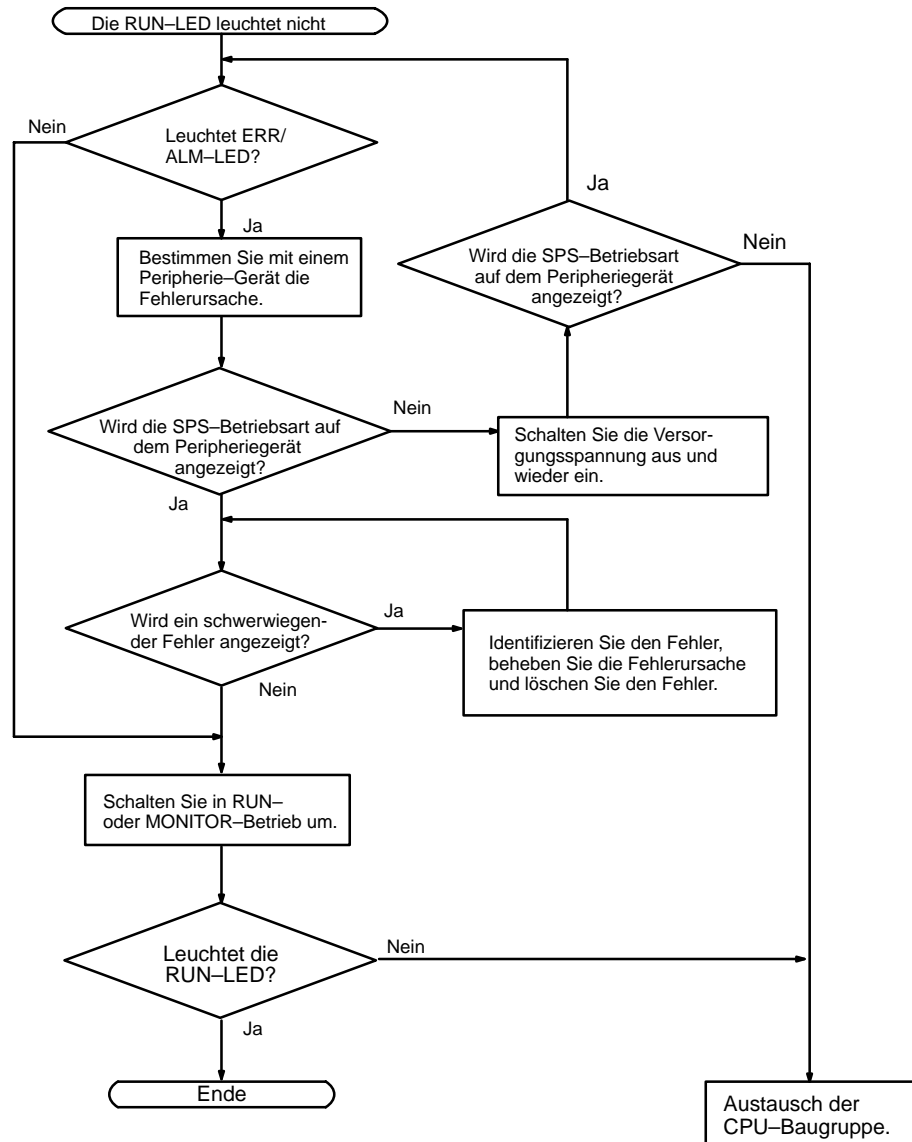 Die RUN–LED leuchtet nicht
Nein
Leuchtet ERR/
ALM–LED?
Ja
Ja
Bestimmen Sie mit einem
Peripherie–Gerät die
Fehlerursache.
Wird die SPS–Betriebsart
auf dem Peripheriegerät
angezeigt?
Nein
Wird die SPS–Betriebsart auf
dem Peripheriegerät
angezeigt?
Nein
Schalten Sie die Versor-
gungsspannung aus und
wieder ein.
Ja
Wird ein schwerwiegen-
der Fehler angezeigt?
Ja
Identifizieren Sie den Fehler,
beheben Sie die Fehlerursache
und löschen Sie den Fehler.
Nein
Schalten Sie in RUN–
oder MONITOR–Betrieb um.
Leuchtet die
RUN–LED?
Nein
Ja
Ende
Austausch der
CPU–Baugruppe.